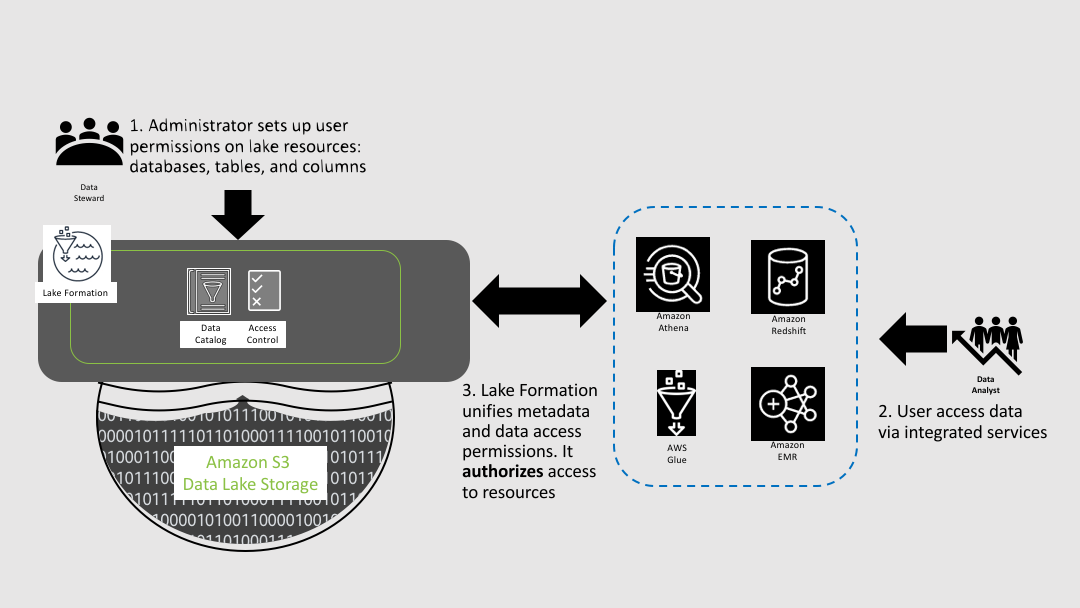 1. Administrator sets up user
permissions on lake resources:
databases, tables, and columns
Data
Steward
Lake Formation
Data
Catalog
Access
Control
Amazon S3
Data Lake Storage
3. Lake Formation
unifies metadata
and data access
permissions. It
authorizes access
to resources
Amazon
Athena
Amazon
Redshift
AWS
Glue
Amazon
EMR
Data
Analyst
2. User access data
via integrated services